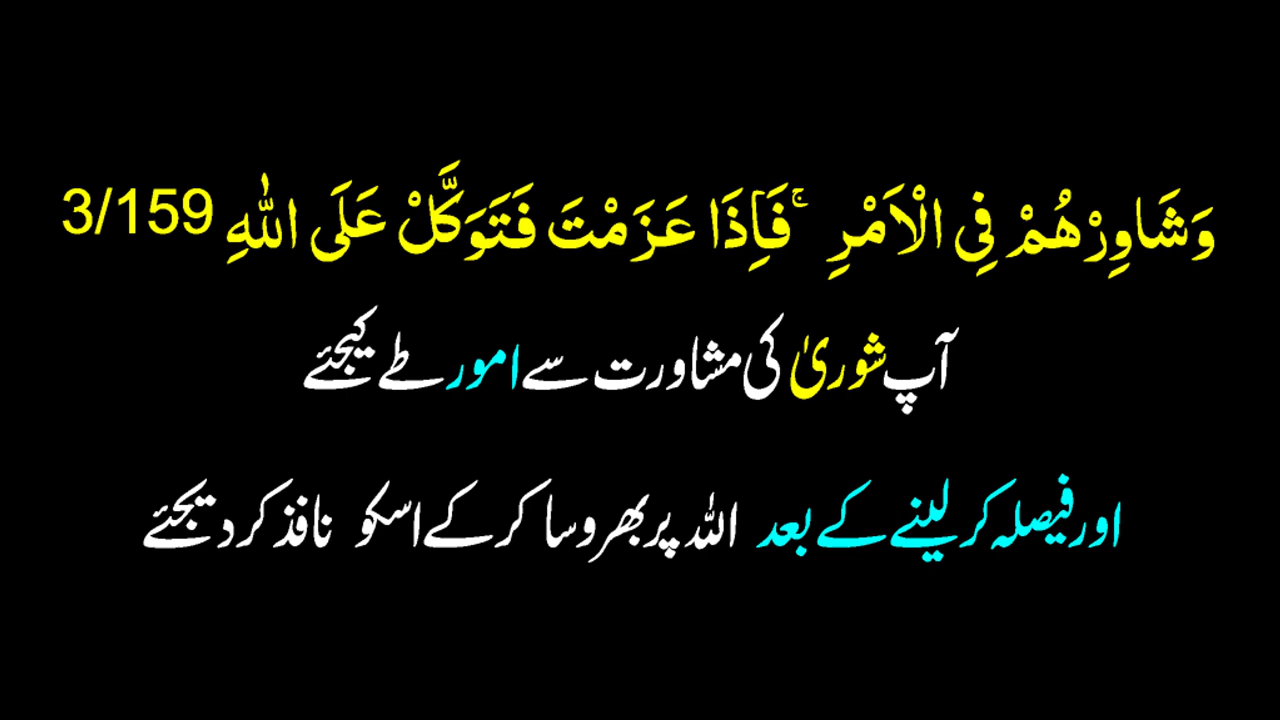 وَشَاوِرْهُمْ فِی الْاَمْرِ ۚ فَاِذَا عَزَمْتَ فَتَوَكَّلْ عَلَی اللّٰهِ 3/159
آپ شوریٰ کی مشاورت سے امور طے کیجئے
اور فیصلہ کر لینے کے بعد اللہ پر بھروسا کر کے اسکو نافذ کر دیجئے